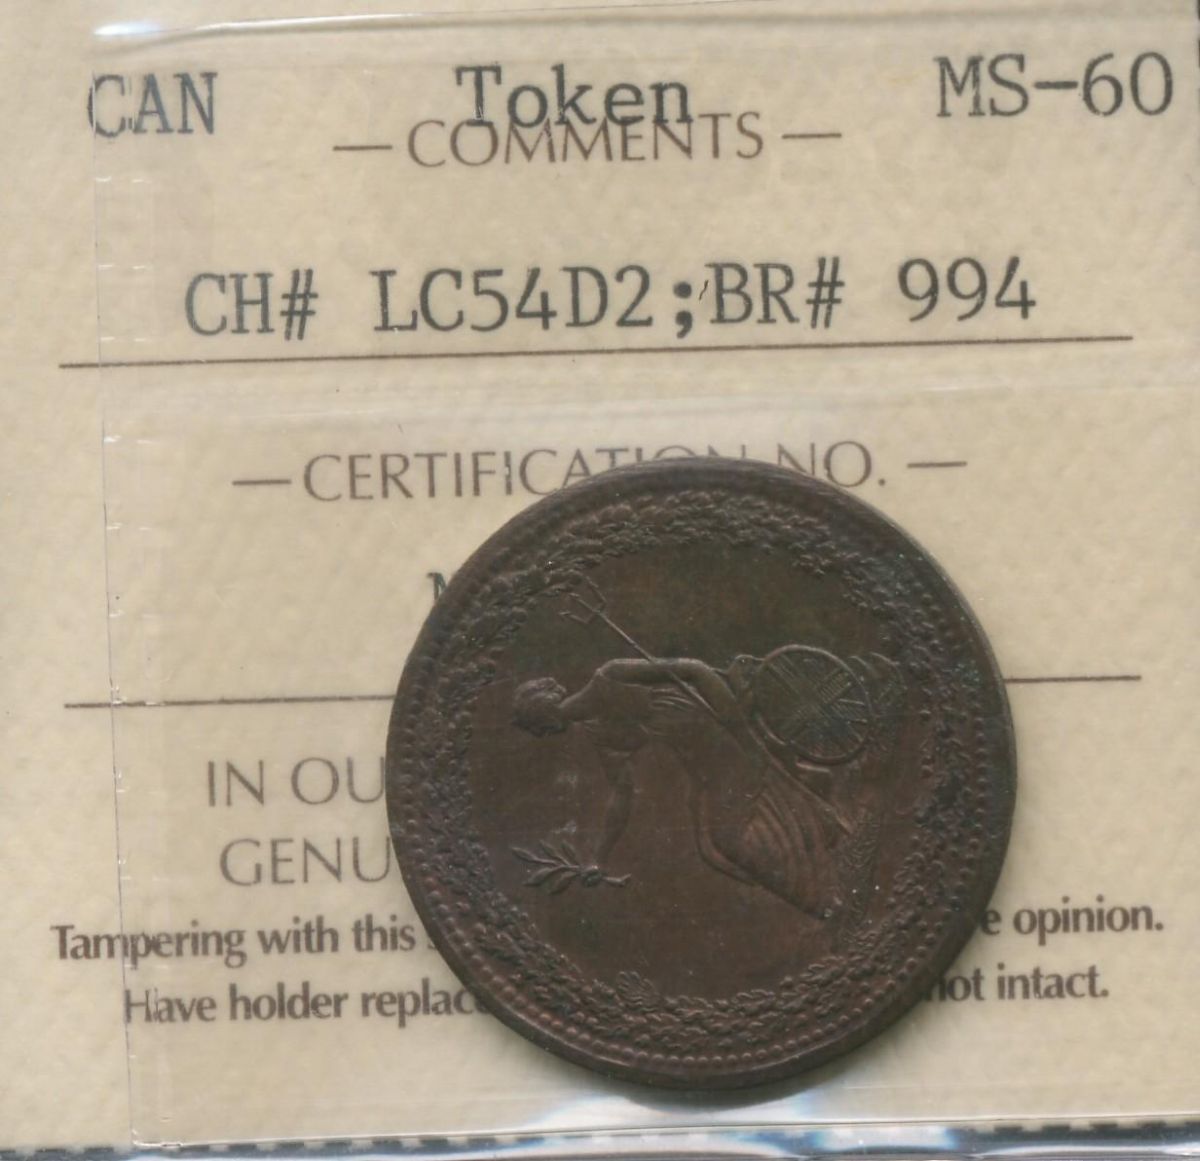 CAN Token MS-60
— COMMENTS —
CH# LC54D2;BR# 994
— CERTIFICATION NO. —
IN OU
GENU
Tampering with this e opinion.
Have holder replac not intact.